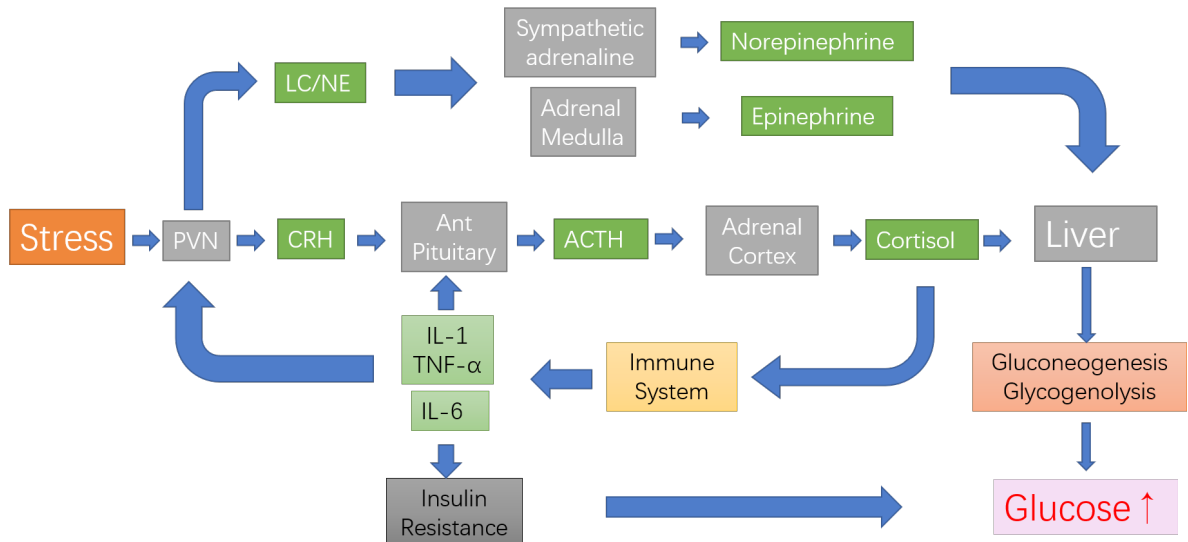 Sympathetic
adrenaline
Norepinephrine
LC/NE
Adrenal
Medulla
Epinephrine
Stress
PVN
CRH
Ant
Pituitary
ACTH
Adrenal
Cortex
Cortisol
Liver
IL-1
TNF-α
IL-6
Immune
System
Gluconeogenesis
Glycogenolysis
Insulin
Resistance
Glucose ↑